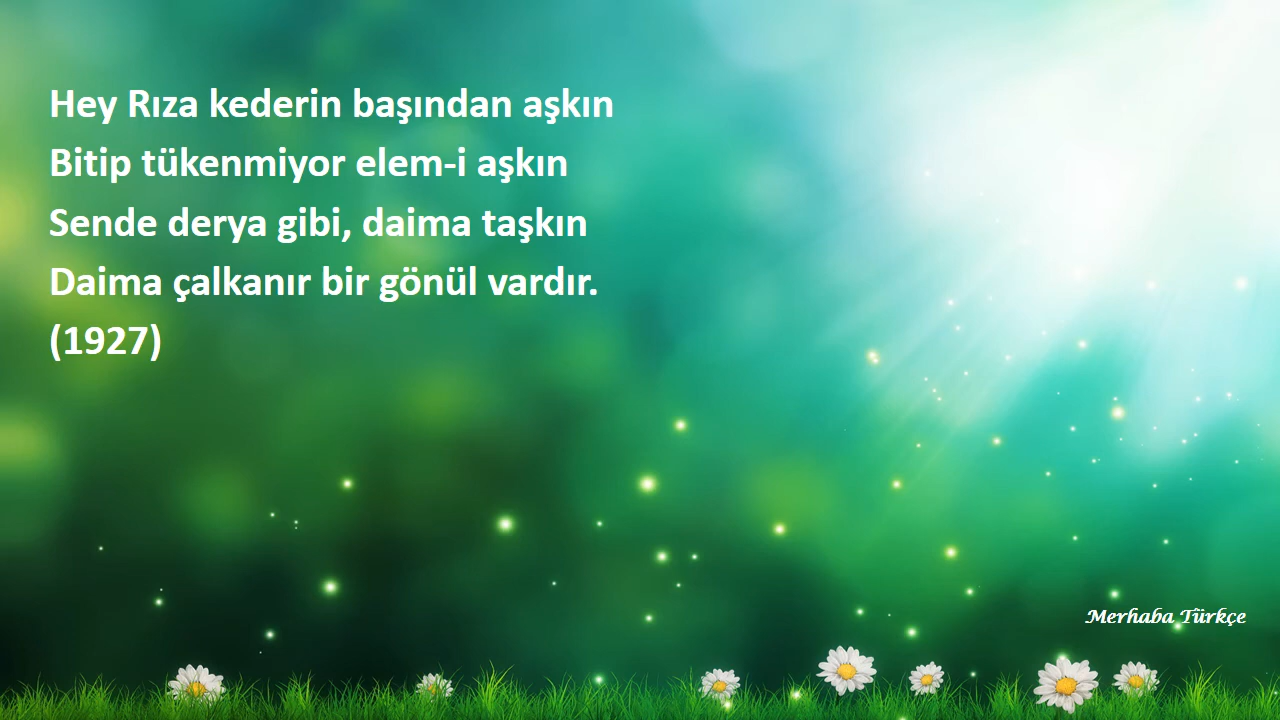 Hey Rıza kederin başından aşkın
Bitip tükenmiyor elem-i aşkın
Sende derya gibi, daima taşkın
Daima çalkanır bir gönül vardır.
(1927)
Merhaba Türkçe